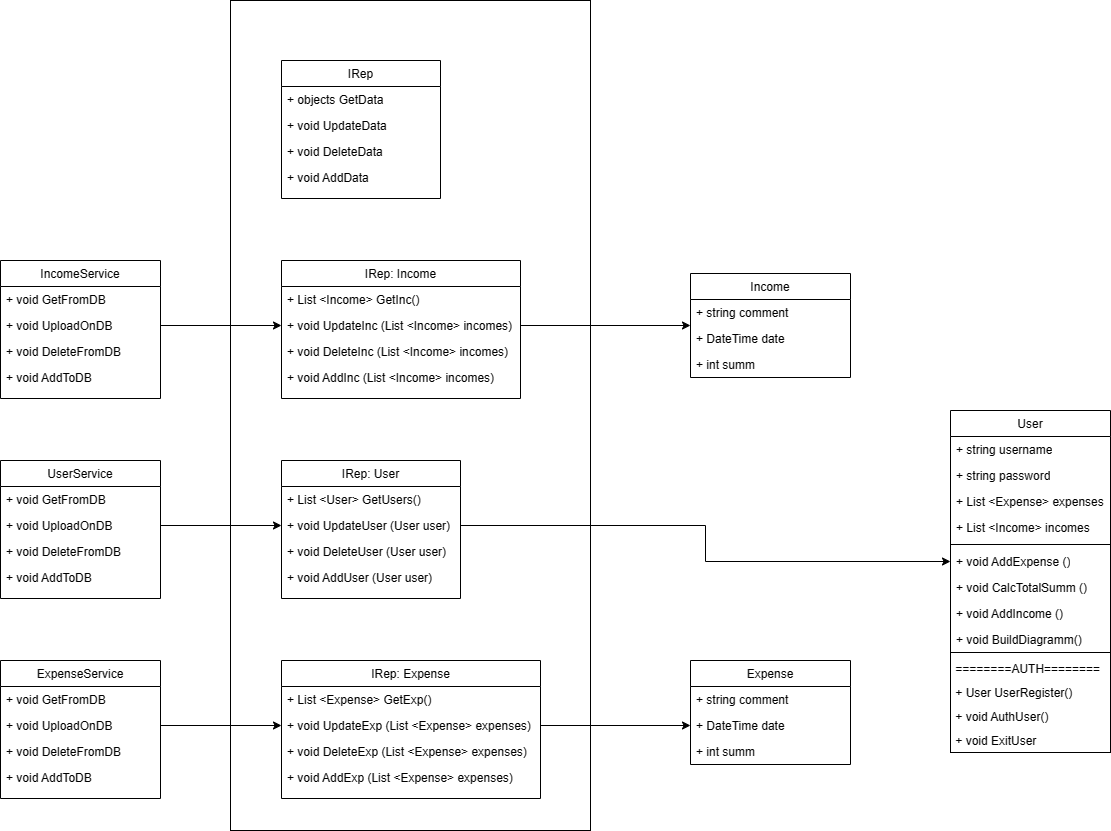 IRep
+ objects GetData
+ void UpdateData
+ void DeleteData
+ void AddData
IncomeService
+ void GetFromDB
+ void UploadOnDB
+ void DeleteFromDB
+ void AddToDB
IRep: Income
+ List <Income> GetInc()
+ void UpdateInc (List <Income> incomes)
+ void DeleteInc (List <Income> incomes)
+ void AddInc (List <Income> incomes)
Income
+ string comment
+ DateTime date
+ int summ
UserService
+ void GetFromDB
+ void UploadOnDB
+ void DeleteFromDB
+ void AddToDB
IRep: User
+ List <User> GetUsers()
+ void UpdateUser (User user)
+ void DeleteUser (User user)
+ void AddUser (User user)
User
+ string username
+ string password
+ List <Expense> expenses
+ List <Income> incomes
+ void AddExpense ()
+ void CalcTotalSumm ()
+ void AddIncome ()
+ void BuildDiagramm()
========AUTH========
+ User UserRegister()
+ void AuthUser()
+ void ExitUser
ExpenseService
+ void GetFromDB
+ void UploadOnDB
+ void DeleteFromDB
+ void AddToDB
IRep: Expense
+ List <Expense> GetExp()
+ void UpdateExp (List <Expense> expenses)
+ void DeleteExp (List <Expense> expenses)
+ void AddExp (List <Expense> expenses)
Expense
+ string comment
+ DateTime date
+ int summ